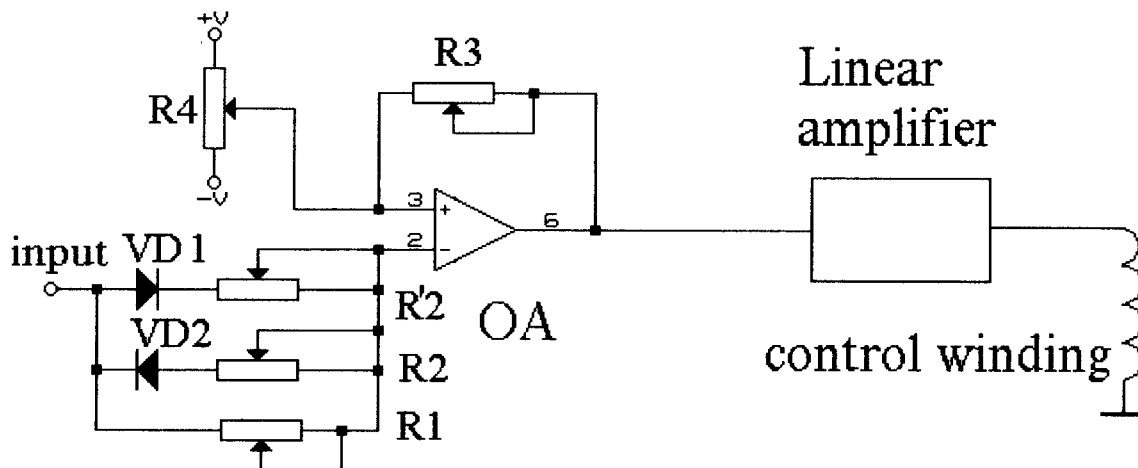 +V
R4
-V
R3
3
+
2
-
6
OA
input
VD1
R'2
VD2
R2
R1
Linear
amplifier
control winding